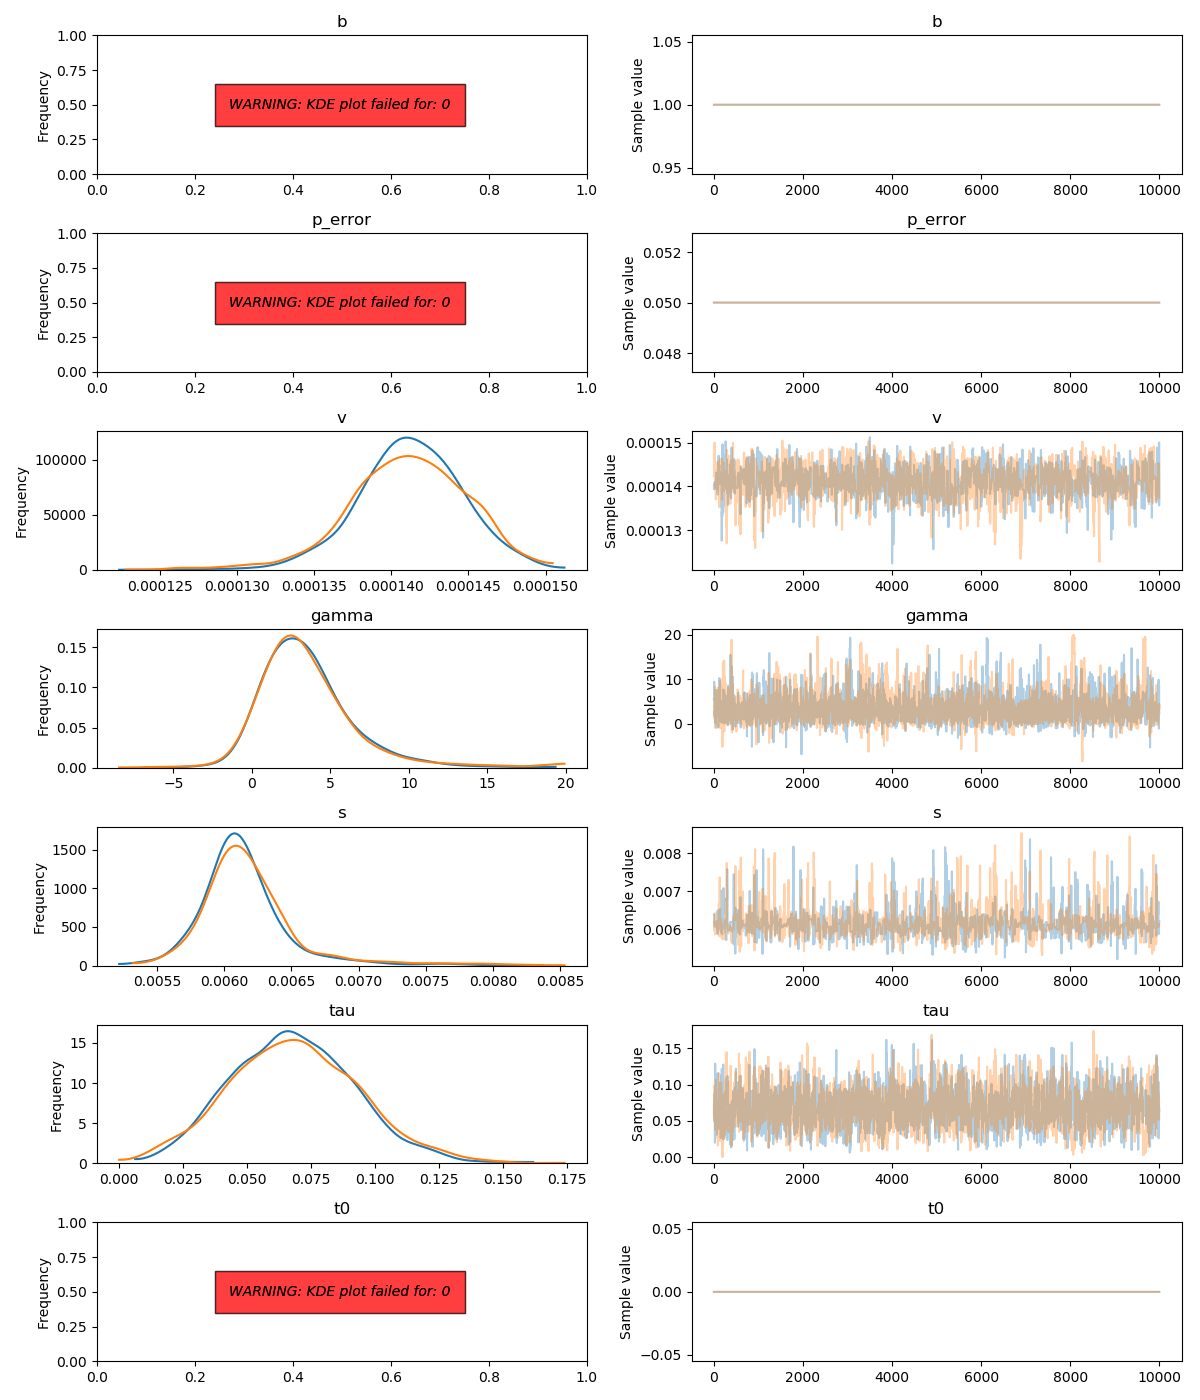 b
b
Frequency
1.00
0.75
0.50
0.25
0.00
WARNING: KDE plot failed for: 0
0.0 0.2 0.4 0.6 0.8 1.0
Sample value
1.05
1.00
0.95
0 2000 4000 6000 8000 10000
p_error
p_error
Frequency
1.00
0.75
0.50
0.25
0.00
WARNING: KDE plot failed for: 0
0.0 0.2 0.4 0.6 0.8 1.0
Sample value
0.052
0.050
0.048
0 2000 4000 6000 8000 10000
v
v
Frequency
100000
50000
0
0.000125 0.000130 0.000135 0.000140 0.000145 0.000150
Sample value
0.00015
0.00014
0.00013
0 2000 4000 6000 8000 10000
gamma
gamma
Frequency
0.15
0.10
0.05
0.00
−5 0 5 10 15 20
Sample value
20
10
0
0 2000 4000 6000 8000 10000
s
s
Frequency
1500
1000
500
0
0.0055 0.0060 0.0065 0.0070 0.0075 0.0080 0.0085
Sample value
0.008
0.007
0.006
0 2000 4000 6000 8000 10000
tau
tau
Frequency
15
10
5
0
0.000 0.025 0.050 0.075 0.100 0.125 0.150 0.175
Sample value
0.15
0.10
0.05
0.00
0 2000 4000 6000 8000 10000
t0
t0
Frequency
1.00
0.75
0.50
0.25
0.00
WARNING: KDE plot failed for: 0
0.0 0.2 0.4 0.6 0.8 1.0
Sample value
0.05
0.00
−0.05
0 2000 4000 6000 8000 10000